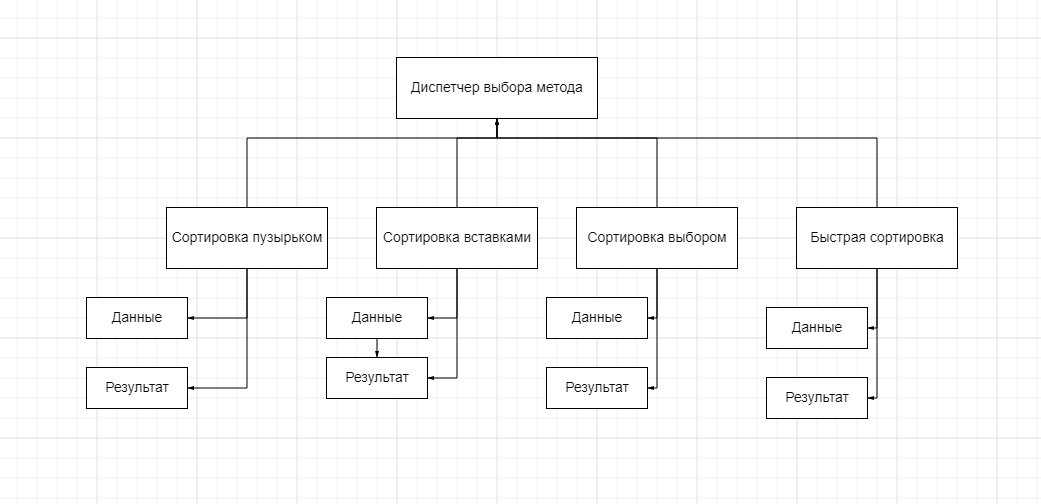 Диспетчер выбора метода
Сортировка пузырьком
Сортировка вставками
Сортировка выбором
Быстрая сортировка
Данные
Данные
Данные
Данные
Результат
Результат
Результат
Результат